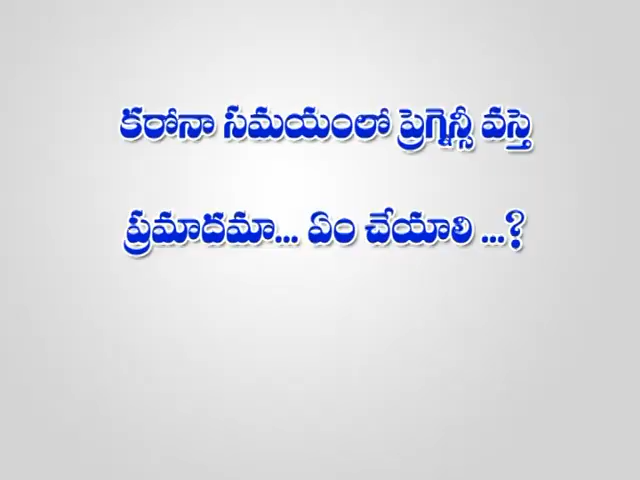 కరోనా సమయంలో ప్రెగ్నెన్సీ వస్తె
ప్రమాదమా... ఏం చేయాలి ...?